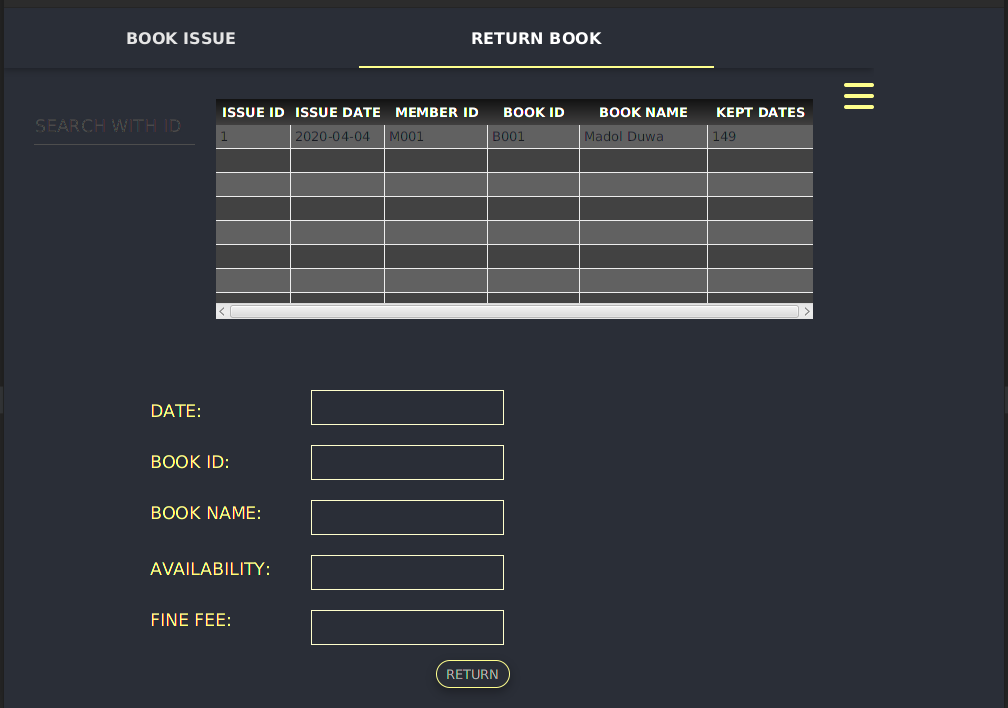 BOOK ISSUE RETURN BOOK
SEARCH WITH ID
ISSUE ID ISSUE DATE MEMBER ID BOOK ID BOOK NAME KEPT DATES
1 2020-04-04 M001 B001 Madol Duwa 149
DATE:
BOOK ID:
BOOK NAME:
AVAILABILITY:
FINE FEE:
RETURN